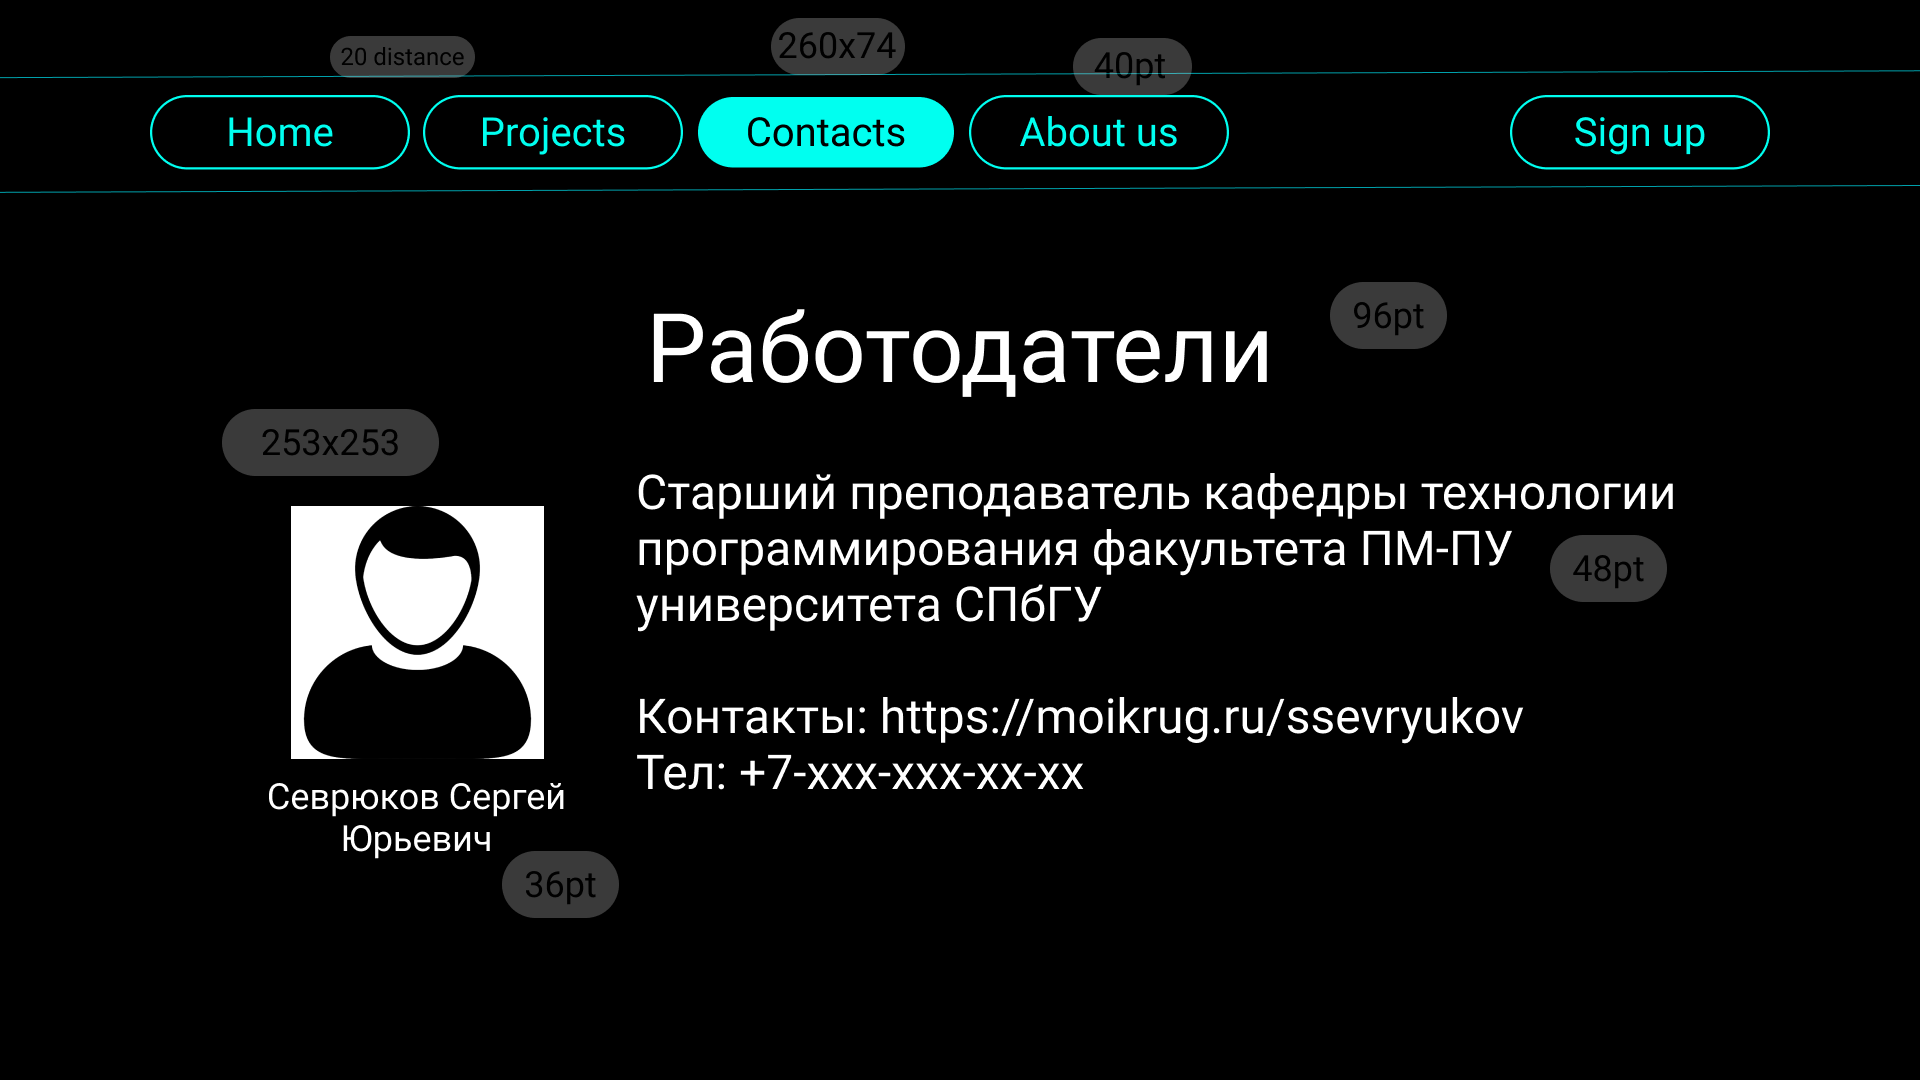 20 distance
260x74
40pt
Home
Projects
Contacts
About us
Sign up
Работодатели
96pt
253x253
Старший преподаватель кафедры технологии
программирования факультета ПМ-ПУ
университета СПбГУ
48pt
Контакты: https://moikrug.ru/ssevryukov
Тел: +7-xxx-xxx-xx-xx
Севрюков Сергей
Юрьевич
36pt